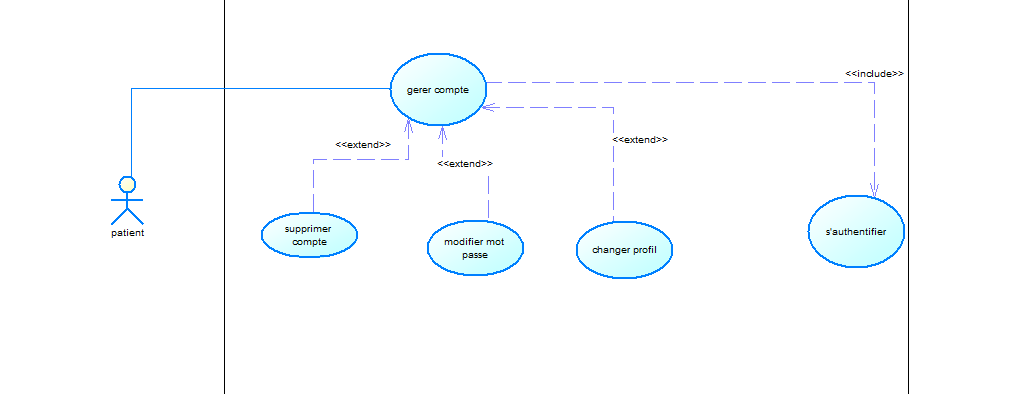 <<include>>
gerer compte
<<extend>>
<<extend>>
<<extend>>
patient
supprimer
compte
modifier mot
passe
changer profil
s'authentifier